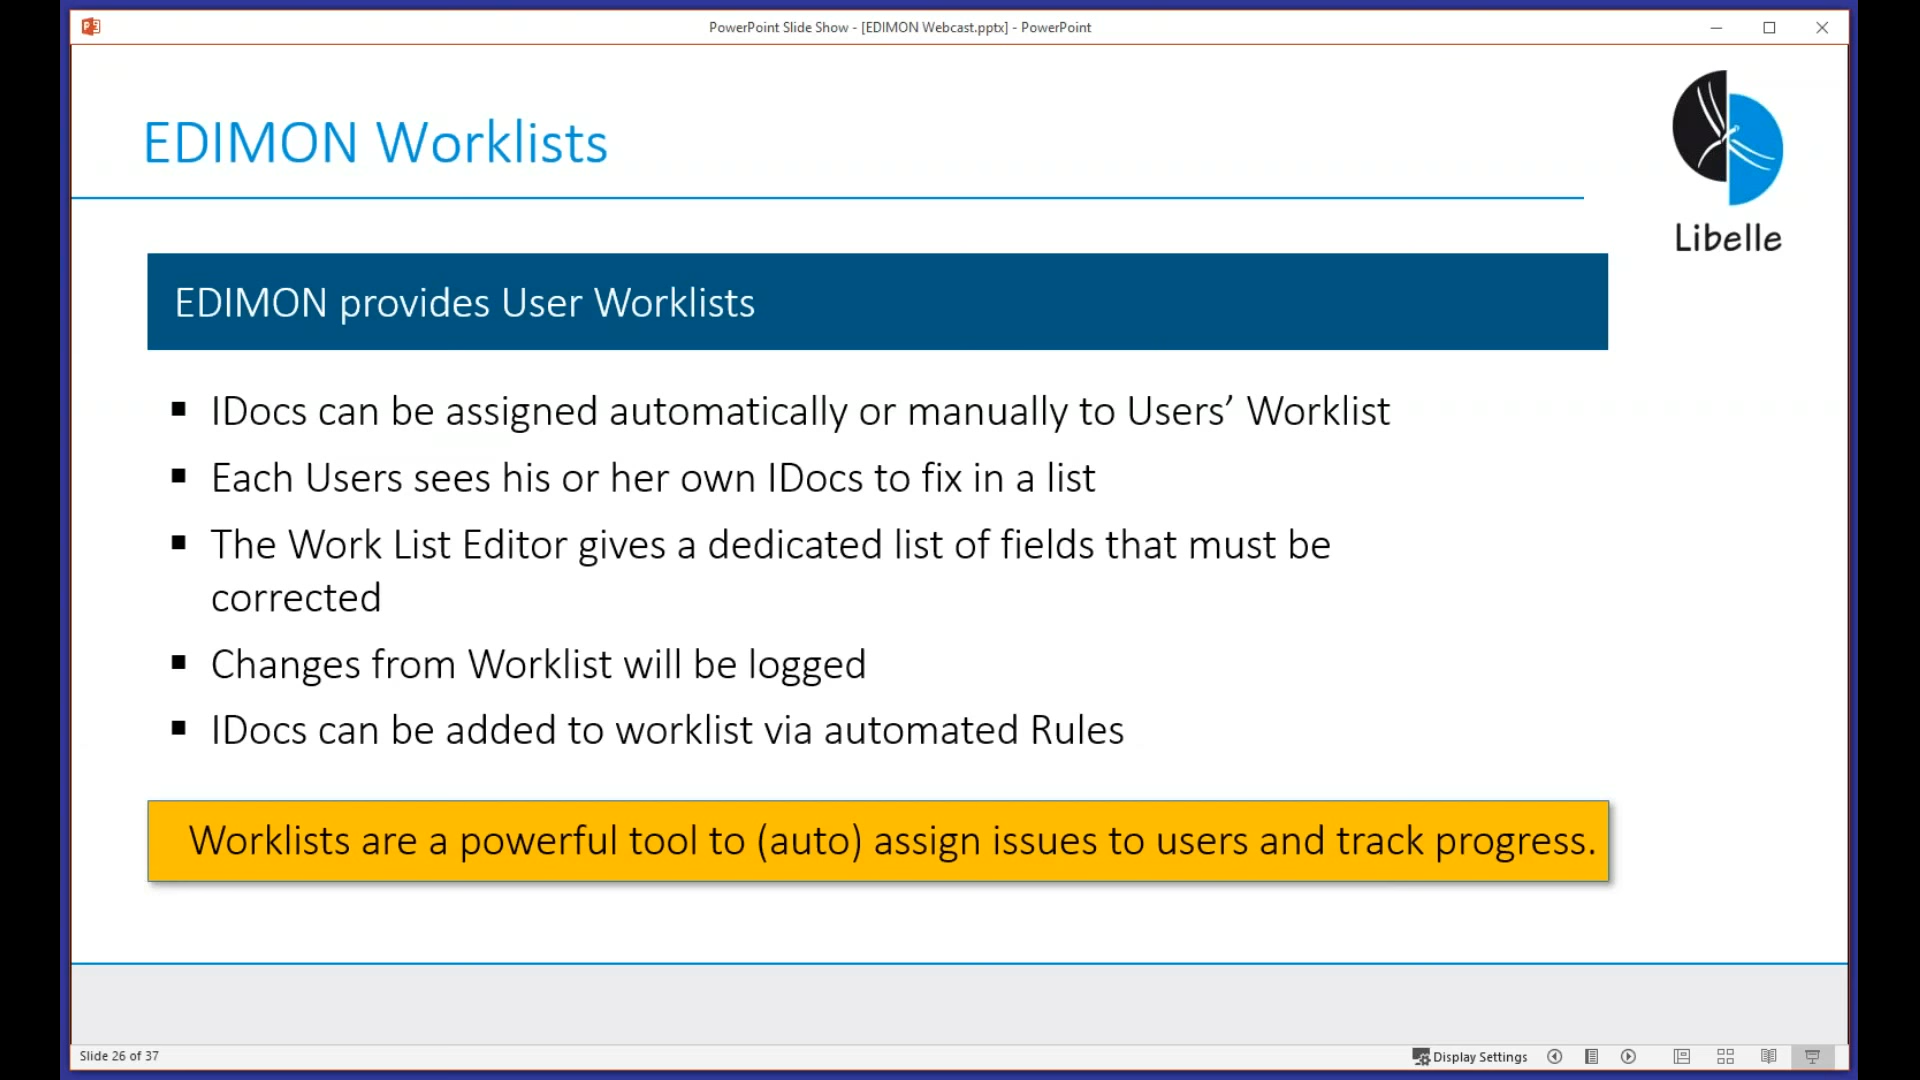 PowerPoint Slide Show - [EDIMON Webcast.pptx] - PowerPoint
EDIMON Worklists
Libelle
EDIMON provides User Worklists
▪ IDocs can be assigned automatically or manually to Users’ Worklist
▪ Each Users sees his or her own IDocs to fix in a list
▪ The Work List Editor gives a dedicated list of fields that must be
corrected
▪ Changes from Worklist will be logged
▪ IDocs can be added to worklist via automated Rules
Worklists are a powerful tool to (auto) assign issues to users and track progress.
Slide 26 of 37
Display Settings